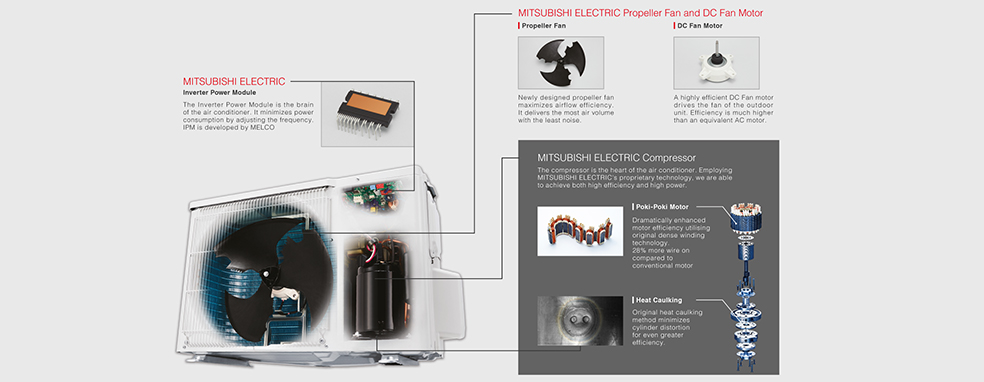 MITSUBISHI ELECTRIC Propeller Fan and DC Fan Motor
Propeller Fan
DC Fan Motor
Newly designed propeller fan
maximizes airflow efficiency.
It delivers the most air volume
with the least noise.
A highly efficient DC Fan motor
drives the fan of the outdoor
unit. Efficiency is much higher
than an equivalent AC motor.
MITSUBISHI ELECTRIC
Inverter Power Module
The Inverter Power Module is the brain
of the air conditioner. It minimizes power
consumption by adjusting the frequency.
IPM is developed by MELCO
MITSUBISHI ELECTRIC Compressor
The compressor is the heart of the air conditioner. Employing
MITSUBISHI ELECTRIC's proprietary technology, we are able
to achieve both high efficiency and high power.
Poki-Poki Motor
Dramatically enhanced
motor efficiency utilising
original dense winding
technology.
28% more wire on
compared to
conventional motor
Heat Caulking
Original heat caulking
method minimizes
cylinder distortion
for even greater
efficiency.